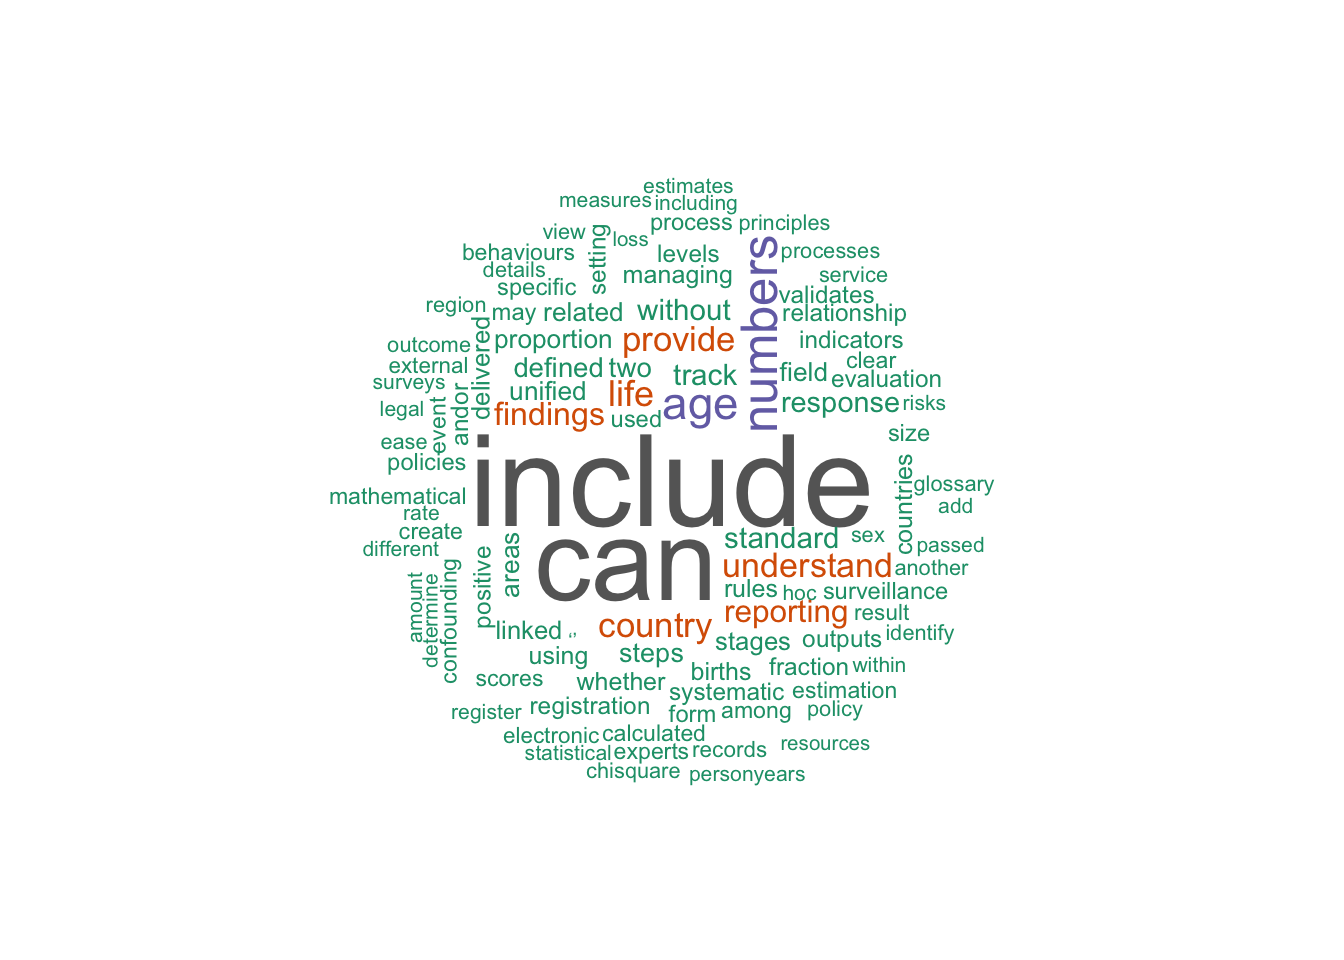 estimates
measures including
process principles
view loss
setting
behaviours levels processes
numbers
details managing service
specific validates
region may related without relationship
delivered
proportion provide indicators
outcome clear
external defined two track field evaluation
surveys unified life
legal andor findings used age response risks
event
ease size
policies
include
countries glossary
mathematical add
rate
create can standard sex
different passed
positive areas understand another
amount determine confounding
rules hoc surveillance
reporting result
linked ‘’ country stages outputs identify
using steps
births fraction within
scores whether systematic estimation
register registration form among policy
electronic calculated
statistical experts records resources
chisquare personyears